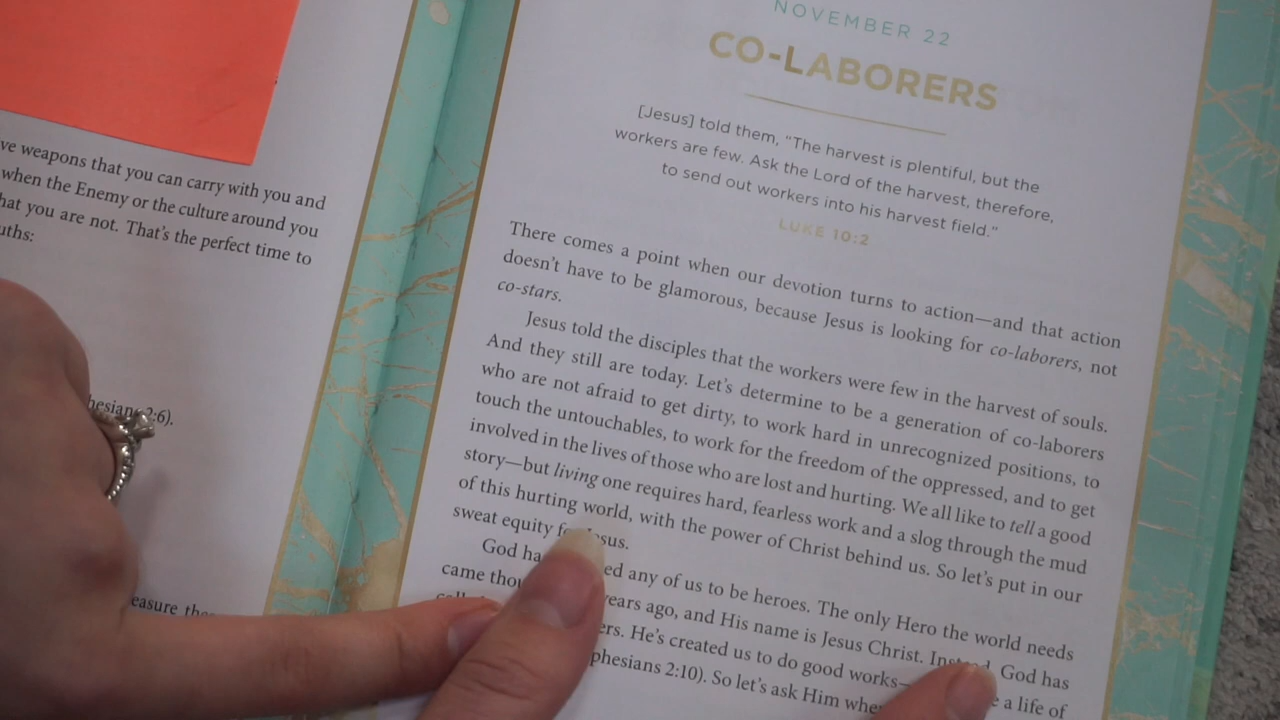 ve weapons that you can carry with you and
when the Enemy or the culture around you
hat you are not. That's the perfect time to
uths:
hesians 2:6).
easure
NOVEMBER 22
CO-LABORERS
[Jesus] told them, “The harvest is plentiful, but the
workers are few. Ask the Lord of the harvest, therefore,
to send out workers into his harvest field.”
LUKE 10:2
There comes a point when our devotion turns to action—and that action
doesn't have to be glamorous, because Jesus is looking for co-laborers, not
co-stars.
Jesus told the disciples that the workers were few in the harvest of souls.
And they still are today. Let's determine to be a generation of co-laborers
who are not afraid to get dirty, to work hard in unrecognized positions, to
touch the untouchables, to work for the freedom of the oppressed, and to get
involved in the lives of those who are lost and hurting. We all like to tell a good
story—but living one requires hard, fearless work and a slog through the mud
of this hurting world, with the power of Christ behind us. So let's put in our
sweat equity for Jesus.
God ha ed any of us to be heroes. The only Hero the world needs
came thou years ago, and His name is Jesus Christ. Instead, God has
ers. He's created us to do good works— a life of
phesians 2:10). So let's ask Him whe